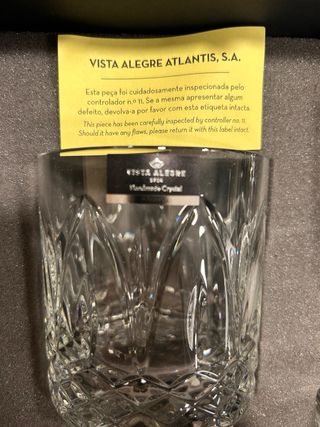 VISTA ALEGRE ATLANTIS, S.A.
Esta peça foi cuidadosamente inspecionada pelo
controlador n.º 11. Se a mesma apresentar algum
defeito, devolva-a por favor com esta etiqueta intacta.
This piece has been carefully inspected by controller no. 11.
Should it have any flaws, please return it with this label intact.
VISTA ALEGRE
1824
Handmade Crystal